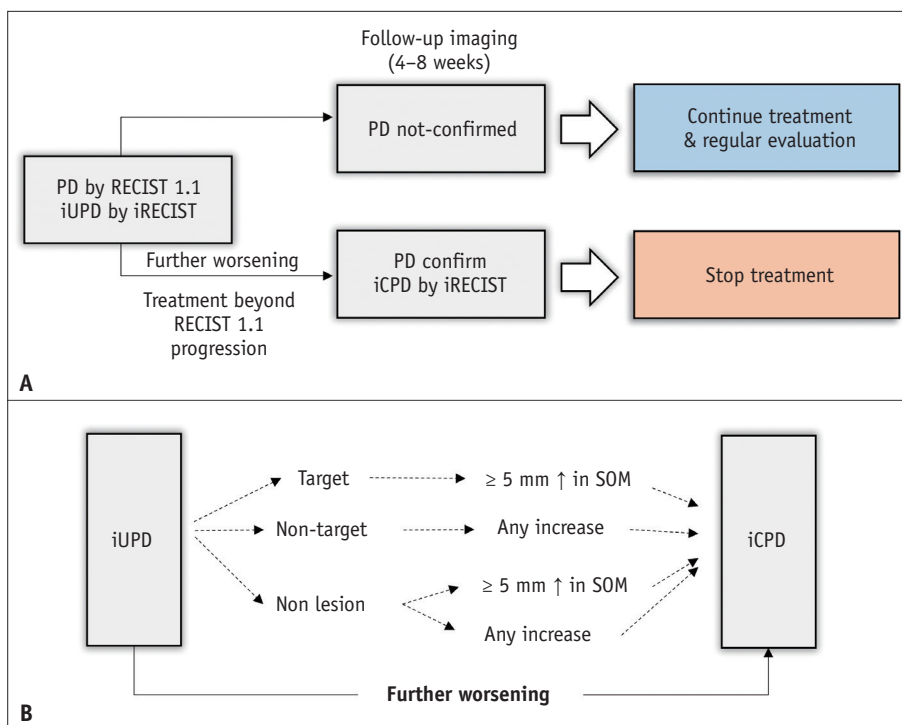 Follow-up imaging
(4–8 weeks)
PD not-confirmed
Continue treatment
& regular evaluation
PD by RECIST 1.1
iUPD by iRECIST
Further worsening
Treatment beyond
RECIST 1.1
progression
PD confirm
iCPD by iRECIST
Stop treatment
A
iUPD
Target
≥ 5 mm ↑ in SOM
Non-target
Any increase
Non lesion
≥ 5 mm ↑ in SOM
Any increase
iCPD
Further worsening
B